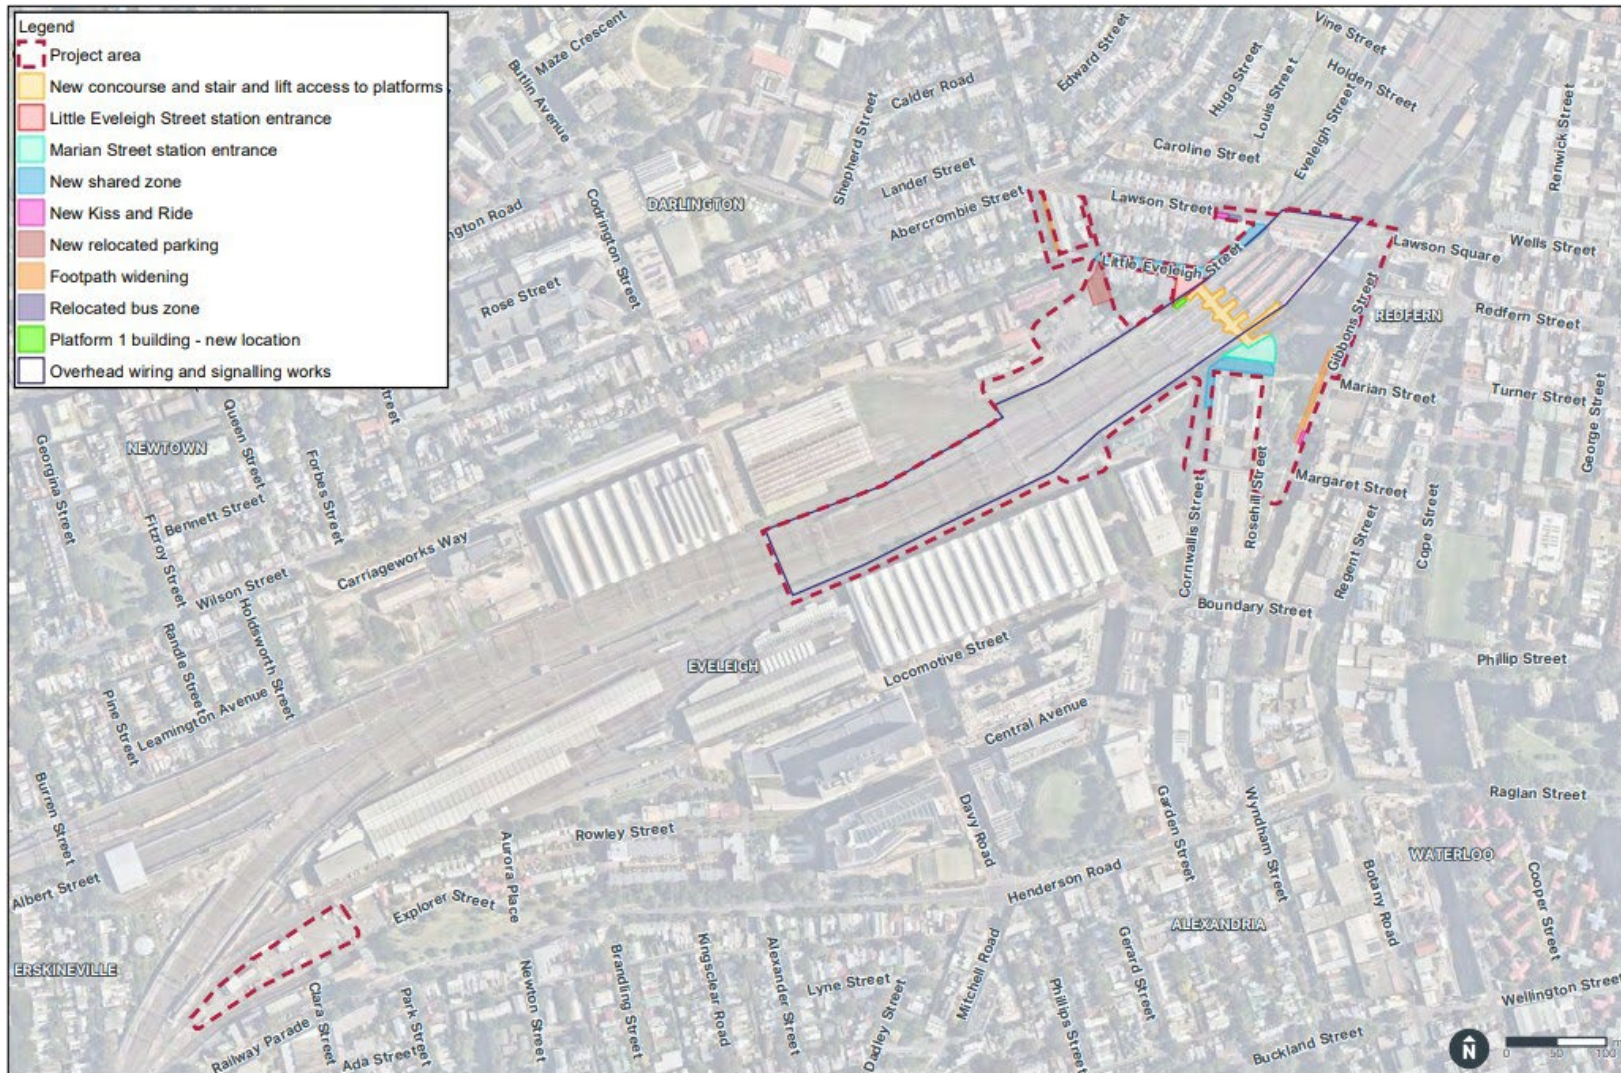 Legend
Project area
New concourse and stair and lift access to platforms
Little Eveleigh Street station entrance
Marian Street station entrance
New shared zone
New Kiss and Ride
New relocated parking
Footpath widening
Relocated bus zone
Platform 1 building - new location
Overhead wiring and signalling works
Maze Crescent
Butlin Avenue
Calder Road
Edward Street
Vine Street
Hugo Street
Louis Street
Holden Street
Eveleigh Street
Renwick Street
Shepherd Street
Caroline Street
Lander Street
Codrington Street
DARLINGTON
Abercrombie Street
Lawson Street
ngton Road
Lawson Square
Wells Street
Little Eveleigh Street
Rose Street
Gibbons Street
REDFERN
Redfern Street
Marian Street
Turner Street
George Street
treet
Queen Street
NEWTOWN
Georgina Street
Forbes Street
Bennett Street
Fitzroy Street
Carriageworks Way
Wilson Street
Holdsworth Street
Randle Street
Leamington Avenue
Pine Street
Margaret Street
Rosehill Street
Cornwallis Street
Regent Street
Cope Street
Boundary Street
EVELEIGH
Locomotive Street
Phillip Street
Central Avenue
Burren Street
Albert Street
Rowley Street
Aurora Place
Explorer Street
Davy Road
Garden Street
Wyndham Street
Raglan Street
WATERLOO
Botany Road
Cooper Street
Henderson Road
ALEXANDRIA
ERSKINEVILLE
Clara Street
Park Street
Railway Parade
Ada Street
Newton Street
Brandling Street
Kingsclear Road
Alexander Street
Lyne Street
Dadley Street
Mitchell Road
Phillips Street
Gerard Street
Buckland Street
Wellington Street
N
0 50 100 m